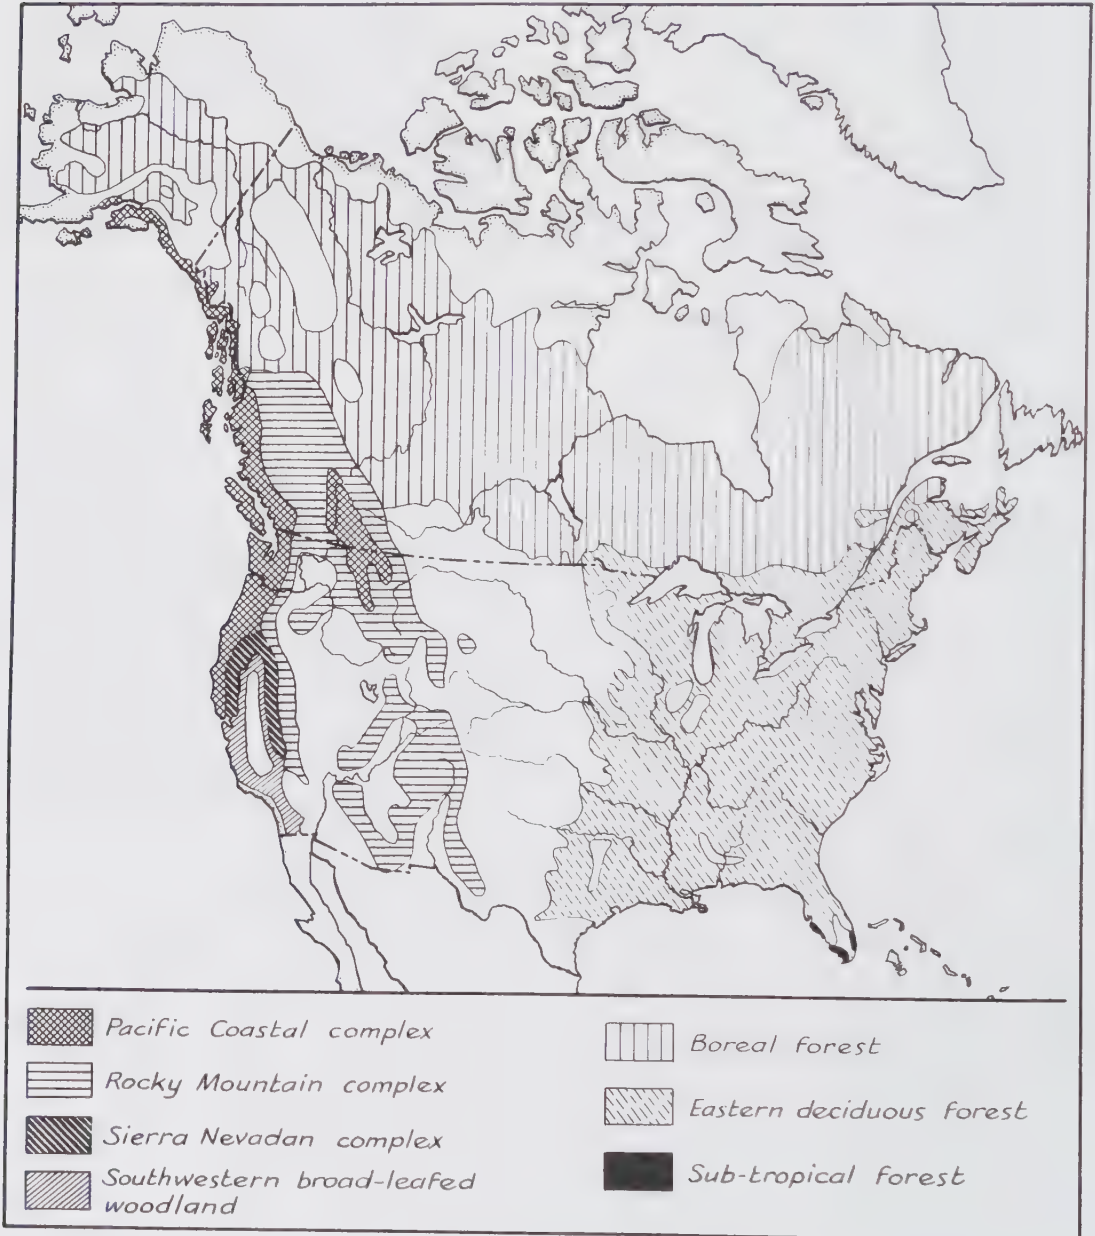 Pacific Coastal complex
Rocky Mountain complex
Sierra Nevadan complex
Southwestern broad-leafed
woodland
Boreal forest
Eastern deciduous forest
Sub-tropical forest